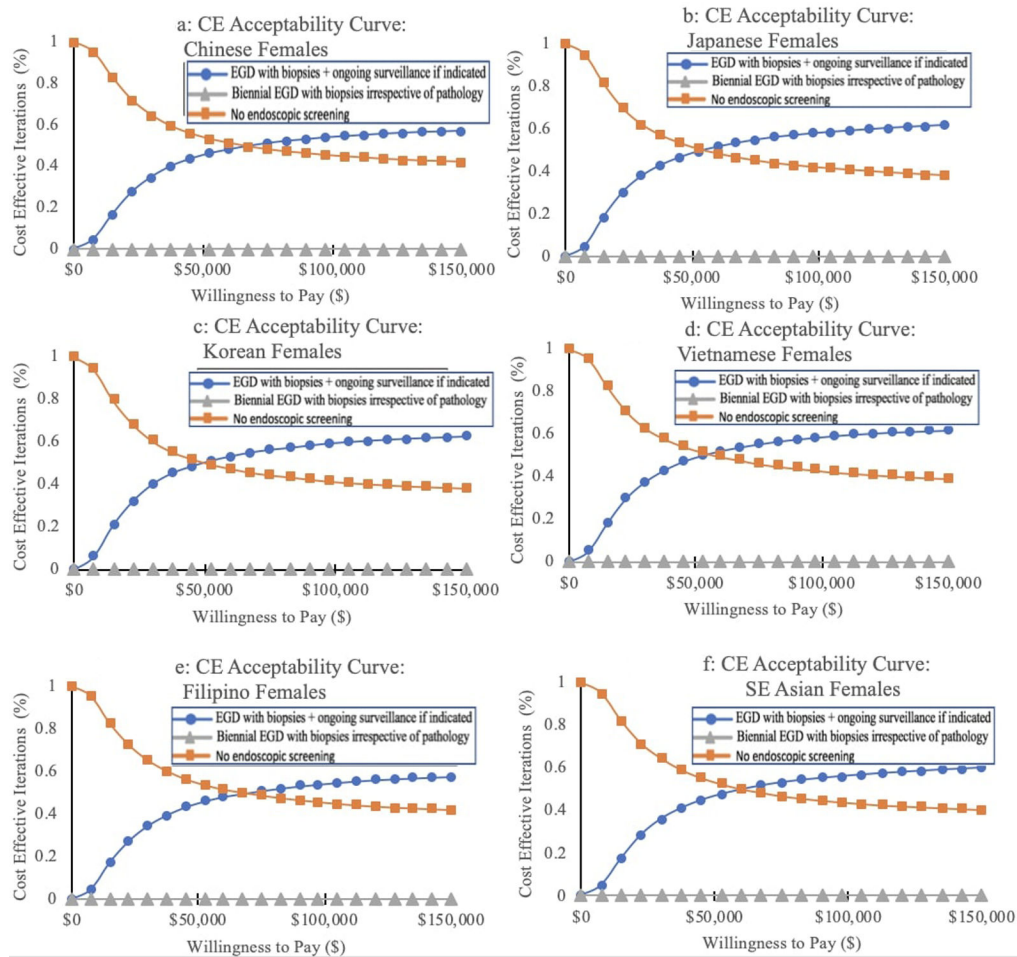 a: CE Acceptability Curve:
Chinese Females
Cost Effective Iterations (%)
1
0.8
0.6
0.4
0.2
0
EGD with biopsies + ongoing surveillance if indicated
Biennial EGD with biopsies irrespective of pathology
No endoscopic screening
$0
$50,000
$100,000
$150,000
Willingness to Pay ($)
b: CE Acceptability Curve:
Japanese Females
Cost Effective Iterations (%)
1
0.8
0.6
0.4
0.2
0
EGD with biopsies + ongoing surveillance if indicated
Biennial EGD with biopsies irrespective of pathology
No endoscopic screening
$0
$50,000
$100,000
$150,000
Willingness to Pay ($)
c: CE Acceptability Curve:
Korean Females
Cost Effective Iterations (%)
1
0.8
0.6
0.4
0.2
0
EGD with biopsies + ongoing surveillance if indicated
Biennial EGD with biopsies irrespective of pathology
No endoscopic screening
$0
$50,000
$100,000
$150,000
Willingness to Pay ($)
d: CE Acceptability Curve:
Vietnamese Females
Cost Effective Iterations (%)
1
0.8
0.6
0.4
0.2
0
EGD with biopsies + ongoing surveillance if indicated
Biennial EGD with biopsies irrespective of pathology
No endoscopic screening
$0
$50,000
$100,000
$150,000
Willingness to Pay ($)
e: CE Acceptability Curve:
Filipino Females
Cost Effective Iterations (%)
1
0.8
0.6
0.4
0.2
0
EGD with biopsies + ongoing surveillance if indicated
Biennial EGD with biopsies irrespective of pathology
No endoscopic screening
$0
$50,000
$100,000
$150,000
Willingness to Pay ($)
f: CE Acceptability Curve:
SE Asian Females
Cost Effective Iterations (%)
1
0.8
0.6
0.4
0.2
0
EGD with biopsies + ongoing surveillance if indicated
Biennial EGD with biopsies irrespective of pathology
No endoscopic screening
$0
$50,000
$100,000
$150,000
Willingness to Pay ($)